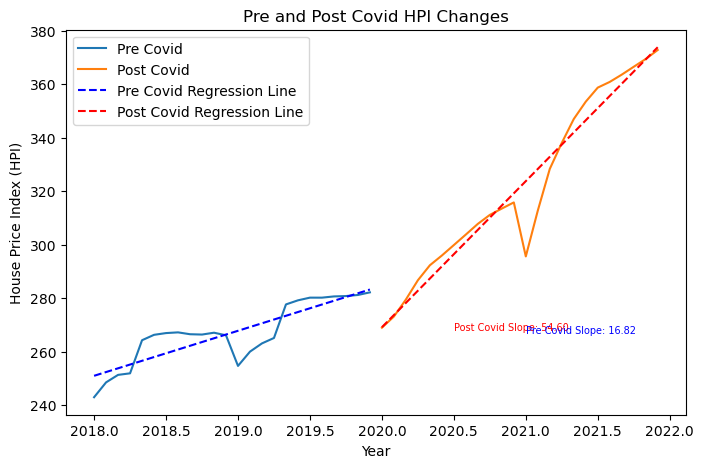 Pre and Post Covid HPI Changes
Pre Covid
Post Covid
Pre Covid Regression Line
Post Covid Regression Line
380
360
340
320
300
280
260
240
House Price Index (HPI)
Post Covid Slope: 54.60
Pre Covid Slope: 16.82
2018.0 2018.5 2019.0 2019.5 2020.0 2020.5 2021.0 2021.5 2022.0
Year